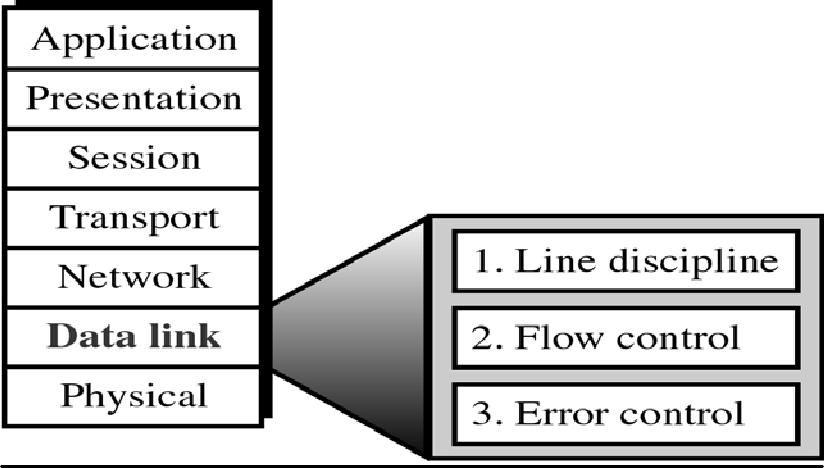 Application
Presentation
Session
Transport
Network
Data link
Physical
1. Line discipline
2. Flow control
3. Error control